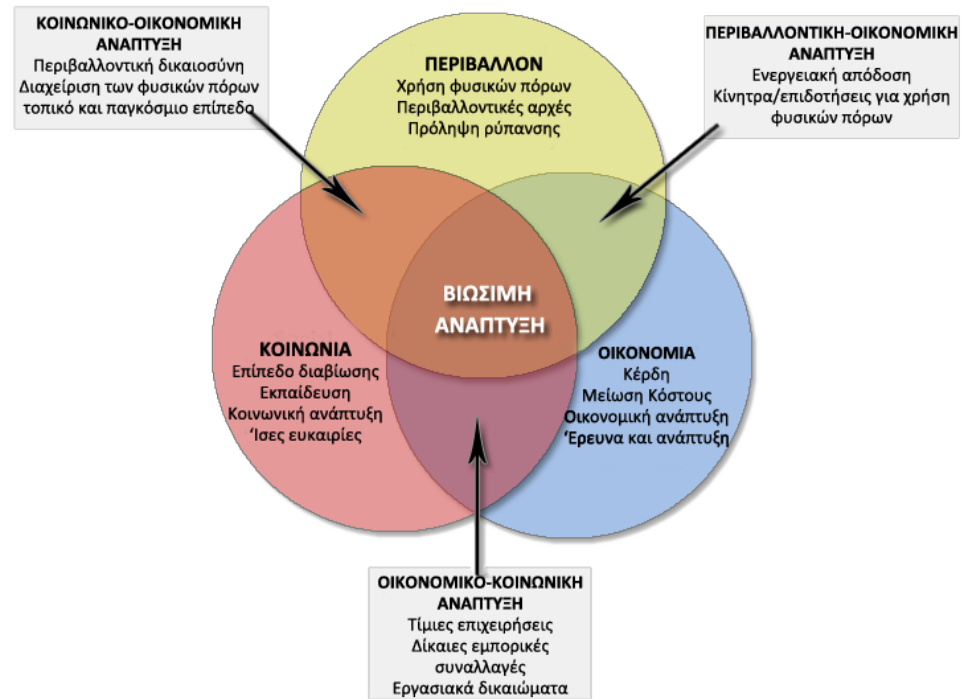 ΚΟΙΝΩΝΙΚΟ-ΟΙΚΟΝΟΜΙΚΗ
ΑΝΑΠΤΥΞΗ
Περιβαλλοντική δικαιοσύνη
Διαχείριση των φυσικών πόρων
τοπικό και παγκόσμιο επίπεδο
ΠΕΡΙΒΑΛΛΟΝ
Χρήση φυσικών πόρων
Περιβαλλοντικές αρχές
Πρόληψη ρύπανσης
ΠΕΡΙΒΑΛΛΟΝΤΙΚΗ-ΟΙΚΟΝΟΜΙΚΗ
ΑΝΑΠΤΥΞΗ
Ενεργειακή απόδοση
Κίνητρα/επιδοτήσεις για χρήση
φυσικών πόρων
ΒΙΩΣΙΜΗ
ΑΝΑΠΤΥΞΗ
ΚΟΙΝΩΝΙΑ
Επίπεδο διαβίωσης
Εκπαίδευση
Κοινωνική ανάπτυξη
'Ισες ευκαιρίες
ΟΙΚΟΝΟΜΙΑ
Κέρδη
Μείωση Κόστους
Οικονομική ανάπτυξη
'Έρευνα και ανάπτυξη
ΟΙΚΟΝΟΜΙΚΟ-ΚΟΙΝΩΝΙΚΗ
ΑΝΑΠΤΥΞΗ
Τίμιες επιχειρήσεις
Δίκαιες εμπορικές
συναλλαγές
Εργασιακά δικαιώματα